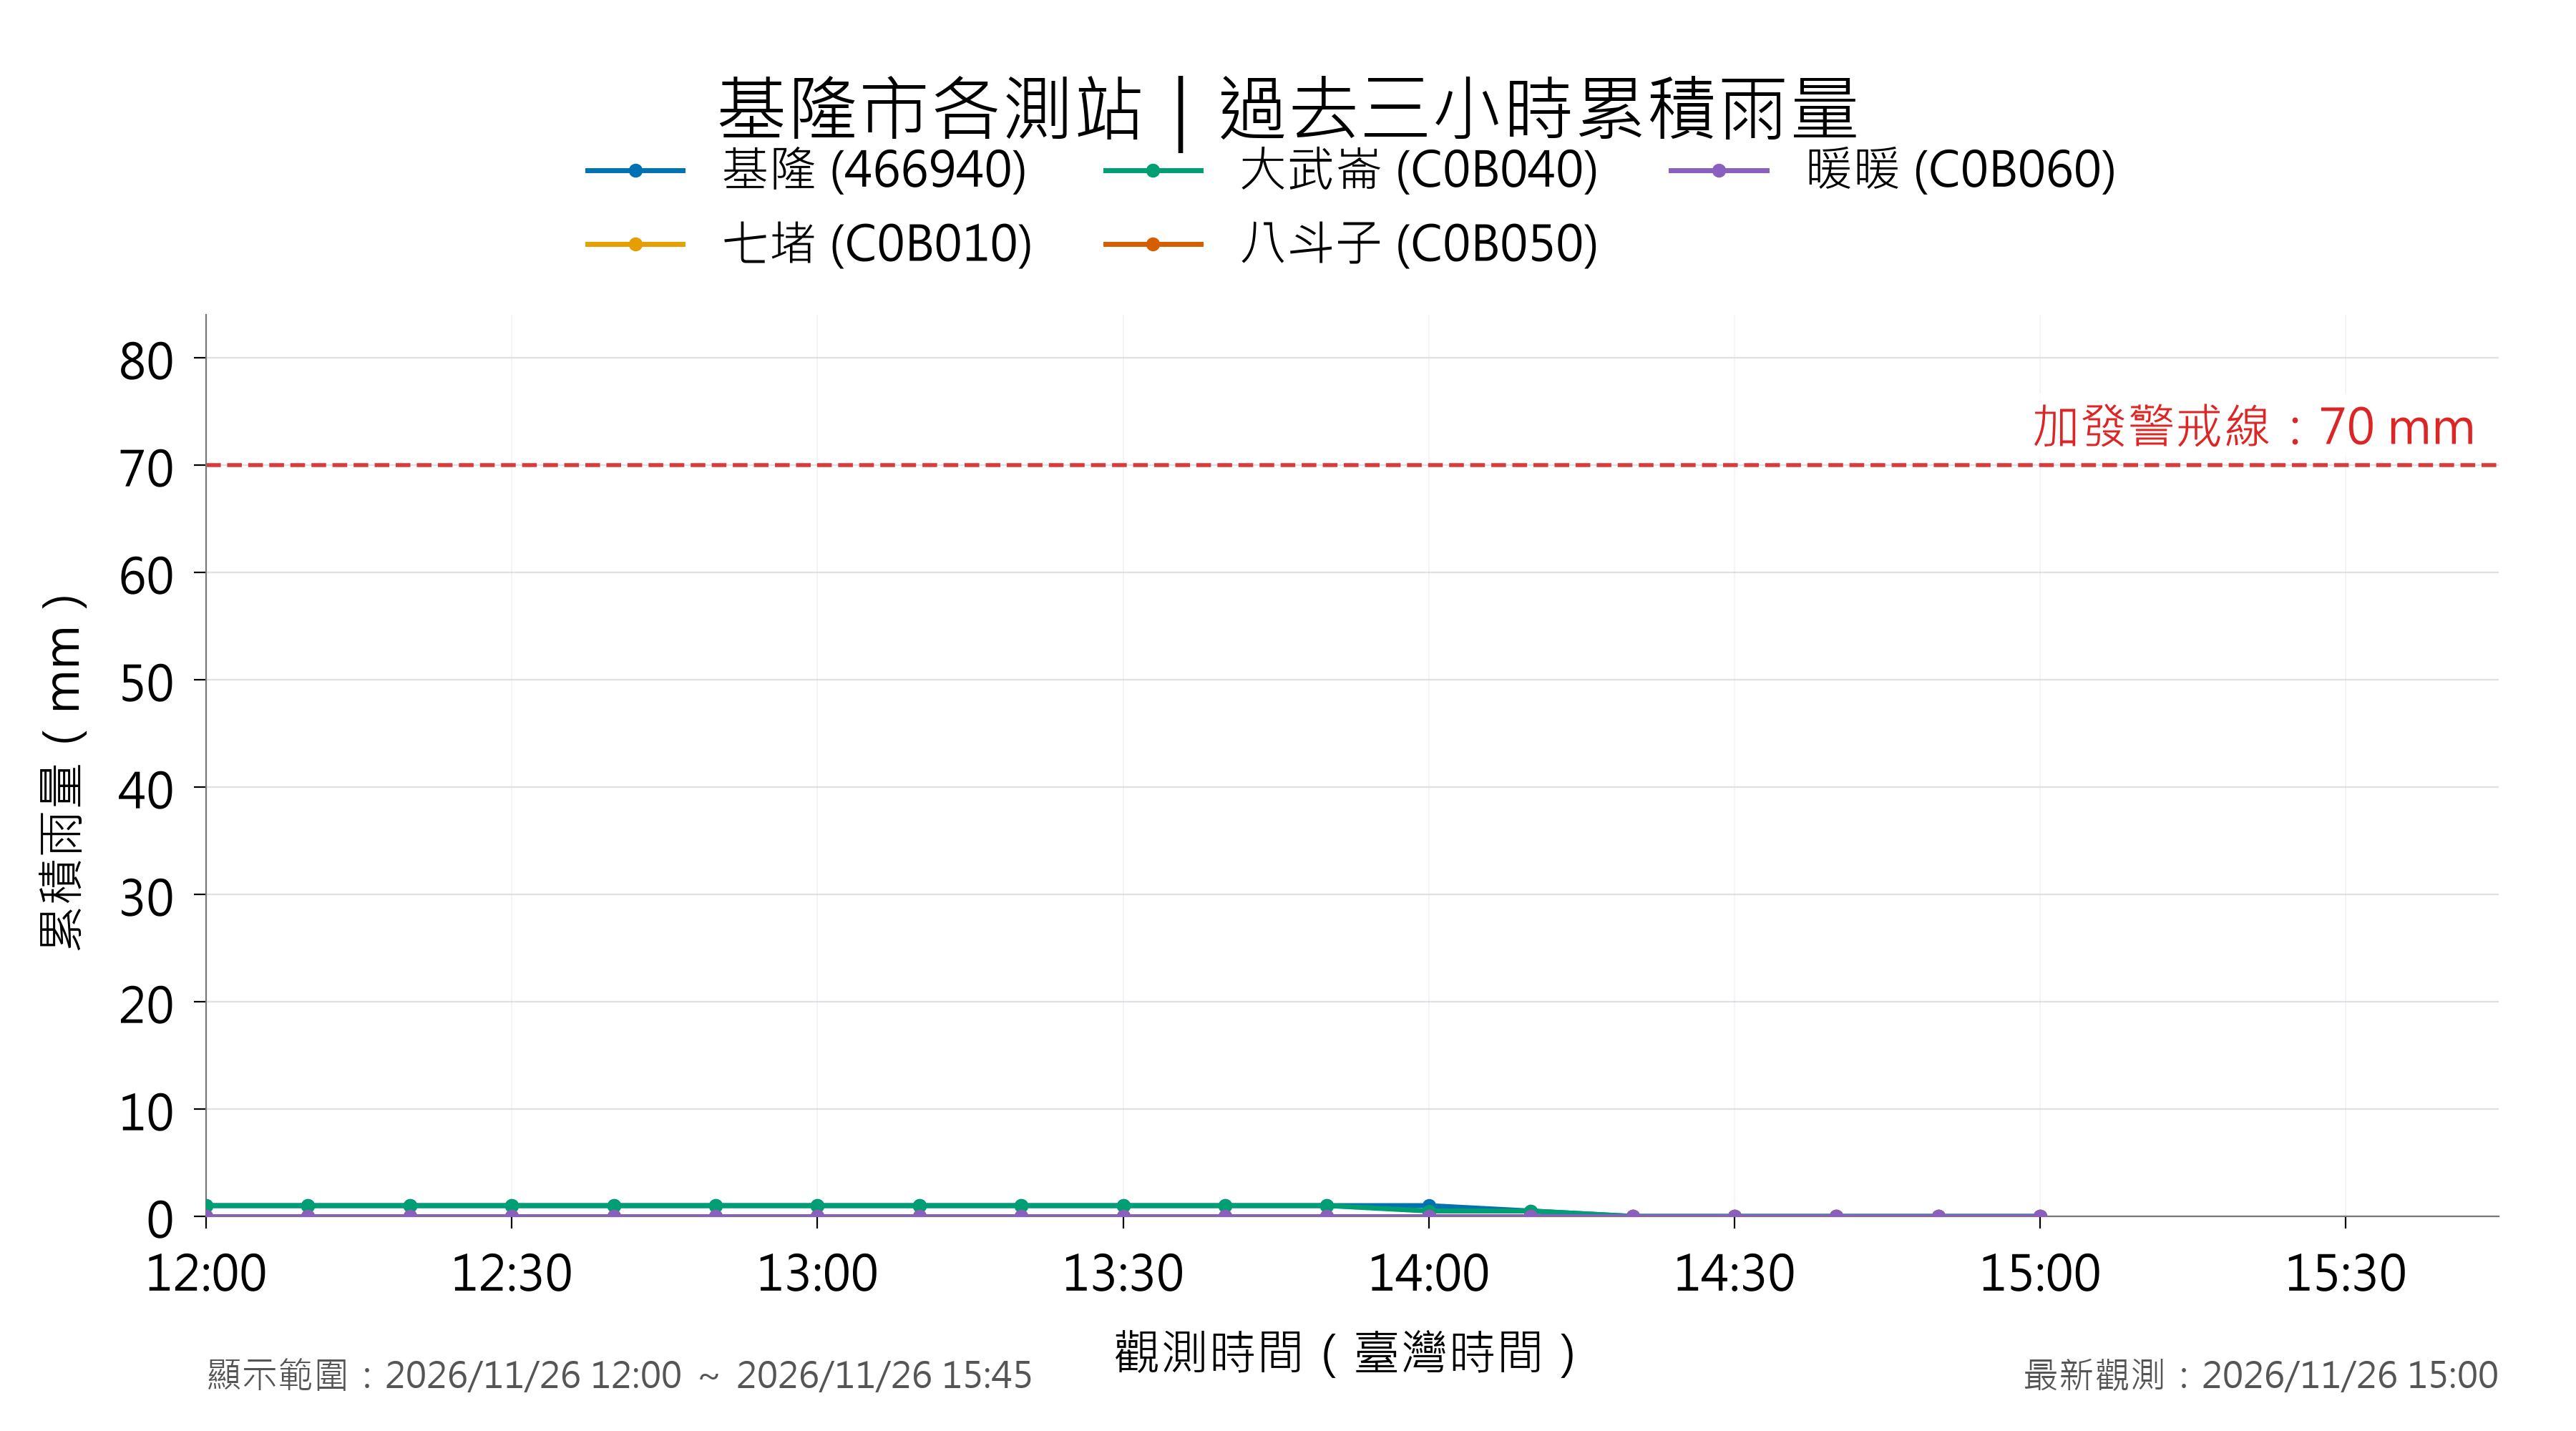 基隆市各測站｜過去三小時累積雨量
基隆 (466940)
大武崙 (C0B040)
暖暖 (C0B060)
七堵 (C0B010)
八斗子 (C0B050)
80
加發警戒線：70 mm
70
60
50
40
30
20
10
0
累積雨量（mm）
12:00 12:30 13:00 13:30 14:00 14:30 15:00 15:30
觀測時間（臺灣時間）
顯示範圍：2026/11/26 12:00 ~ 2026/11/26 15:45
最新觀測：2026/11/26 15:00